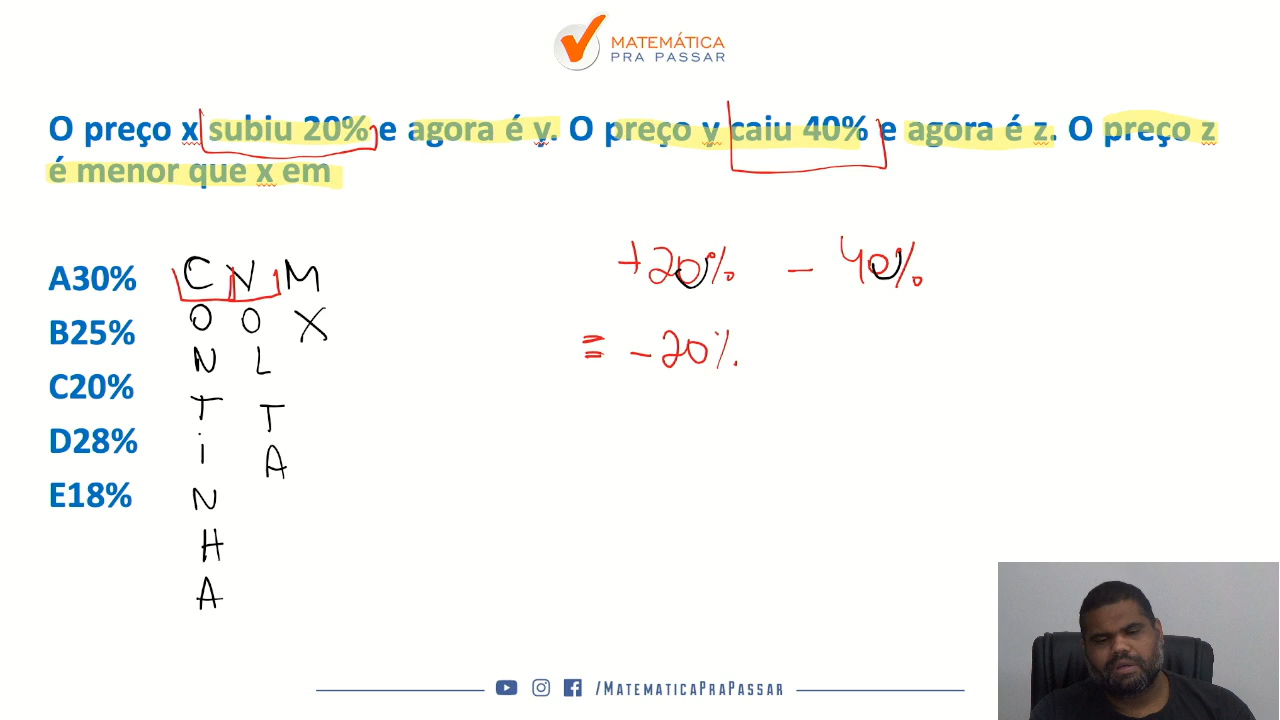 MATEMÁTICA
PRA PASSAR
O preço x subiu 20% e agora é y. O preço y caiu 40% e agora é z. O preço z
é menor que x em
A30%
B25%
C20%
D28%
E18%
C V M
O O X
N L
T T
i A
N
H
A
+20% - 40%
= -20%
/MATEMATICAPRAPASSAR